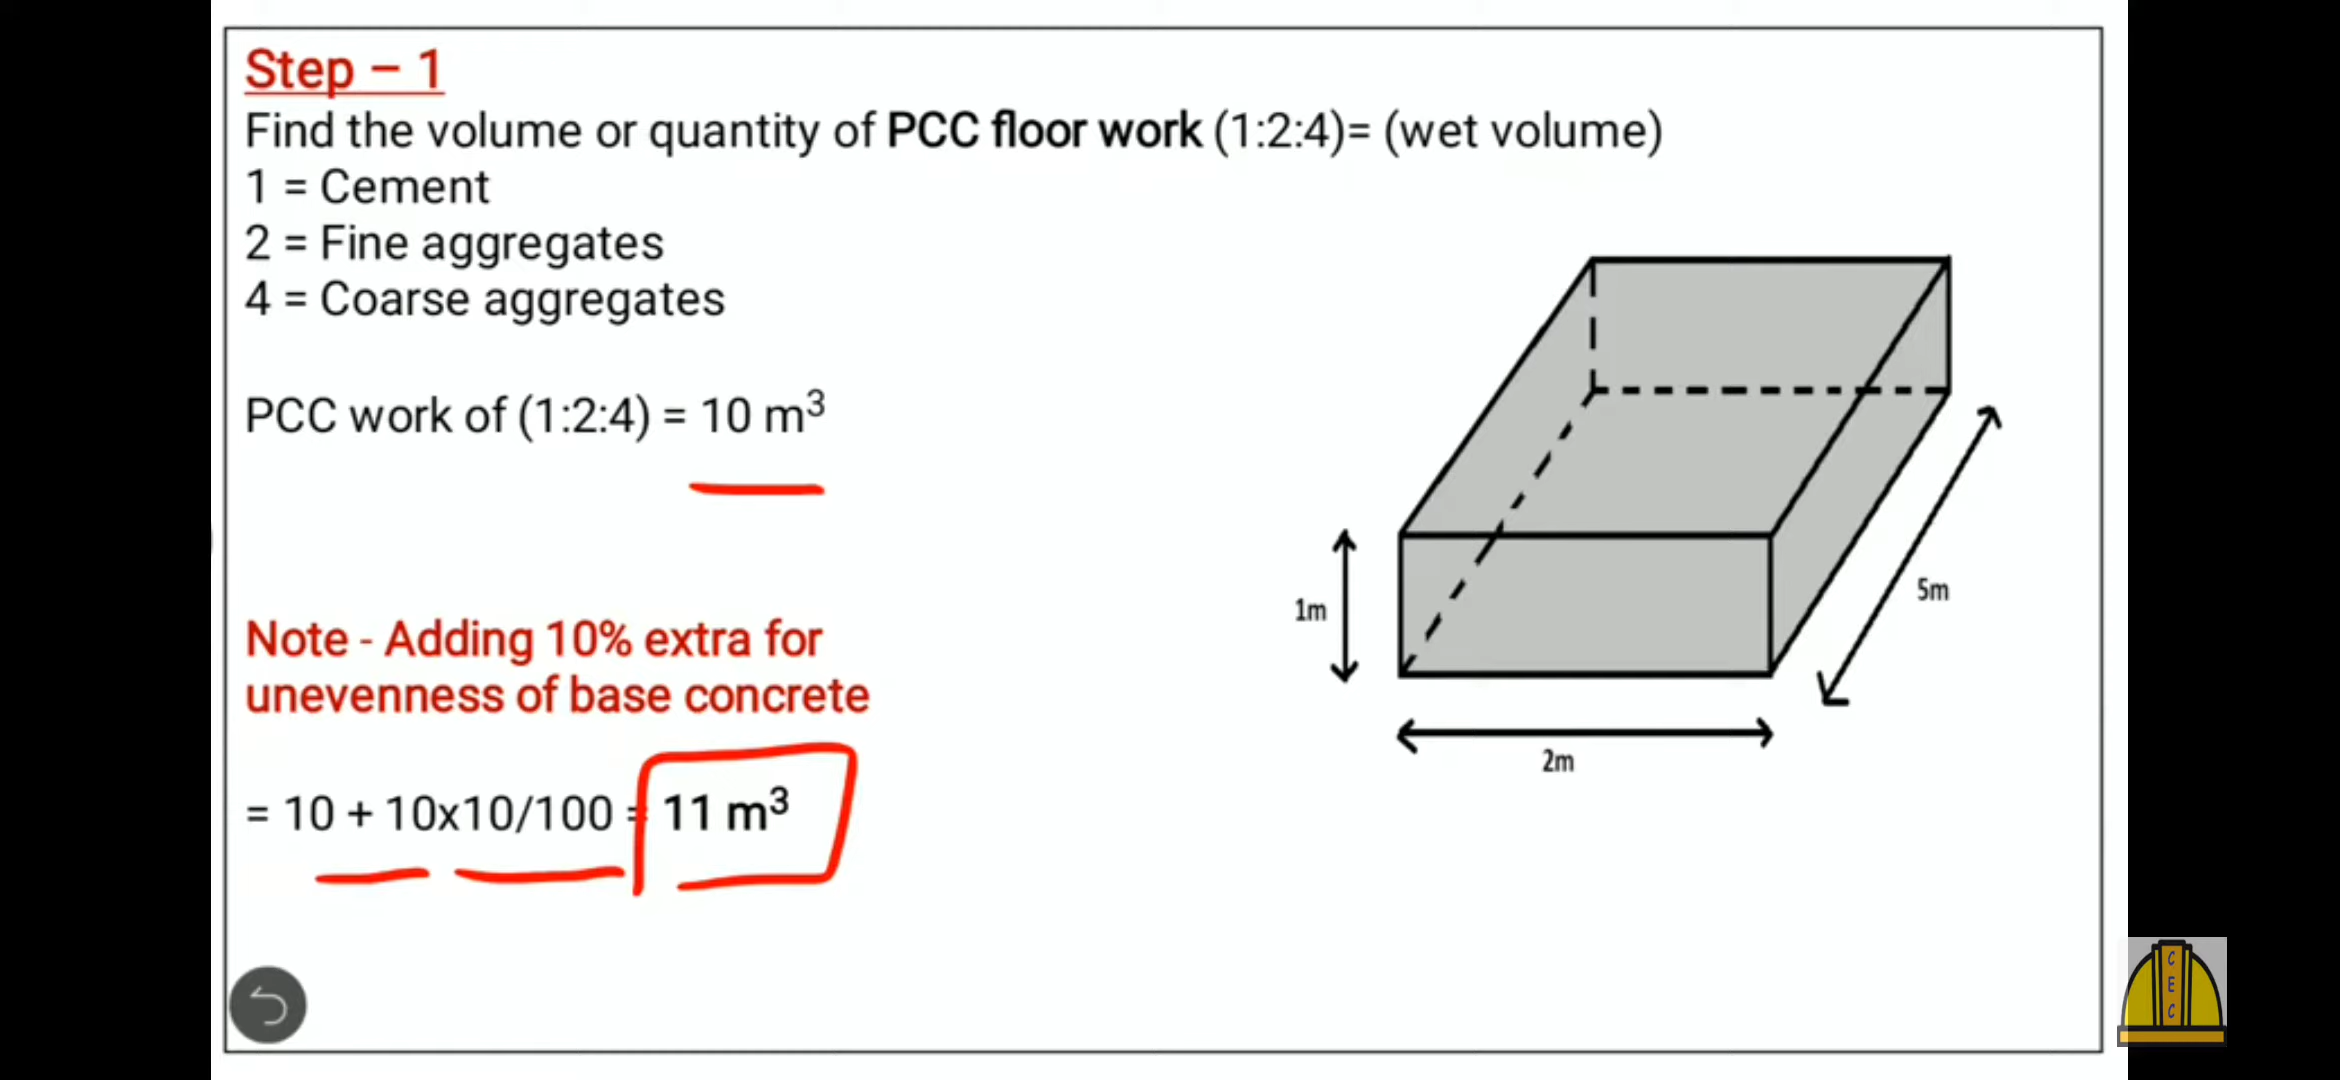 Step – 1
Find the volume or quantity of PCC floor work (1:2:4)= (wet volume)
1 = Cement
2 = Fine aggregates
4 = Coarse aggregates
PCC work of (1:2:4) = 10 m³
Note - Adding 10% extra for
unevenness of base concrete
= 10 + 10x10/100 = 11 m³
1m
5m
2m
C
E
C